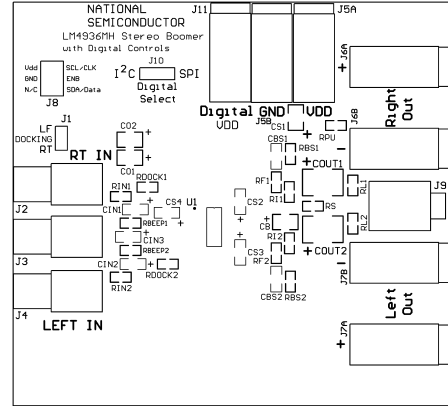 NATIONAL
SEMICONDUCTOR
LM4936MH Stereo Boomer
with Digital Controls
J11
J5A
Vdd
GND
N/C
SCL/CLK
ENB
SDA/Data
J8
J10
I²C
SPI
Digital
Select
J6A
+
Right
Out
Digital
VDD
GND
J5B
VDD
J6B
-
J1
LF
DOCKING
RT
CS1
RPU
CO2
+
CO1
+
RT IN
CBS1
RBS1
RDOCK1
RF1
+
COUT1
RIN1
RI1
RL1
J9
J2
CIN1
CS4
U1
CS2
RS
RBEEP1
CB
CIN3
RI2
RL2
J3
RBEEP2
CS3
+
COUT2
CIN2
RF2
-
J7B
RDOCK2
RIN2
CBS2
RBS2
Left
Out
J4
LEFT IN
J7A
+